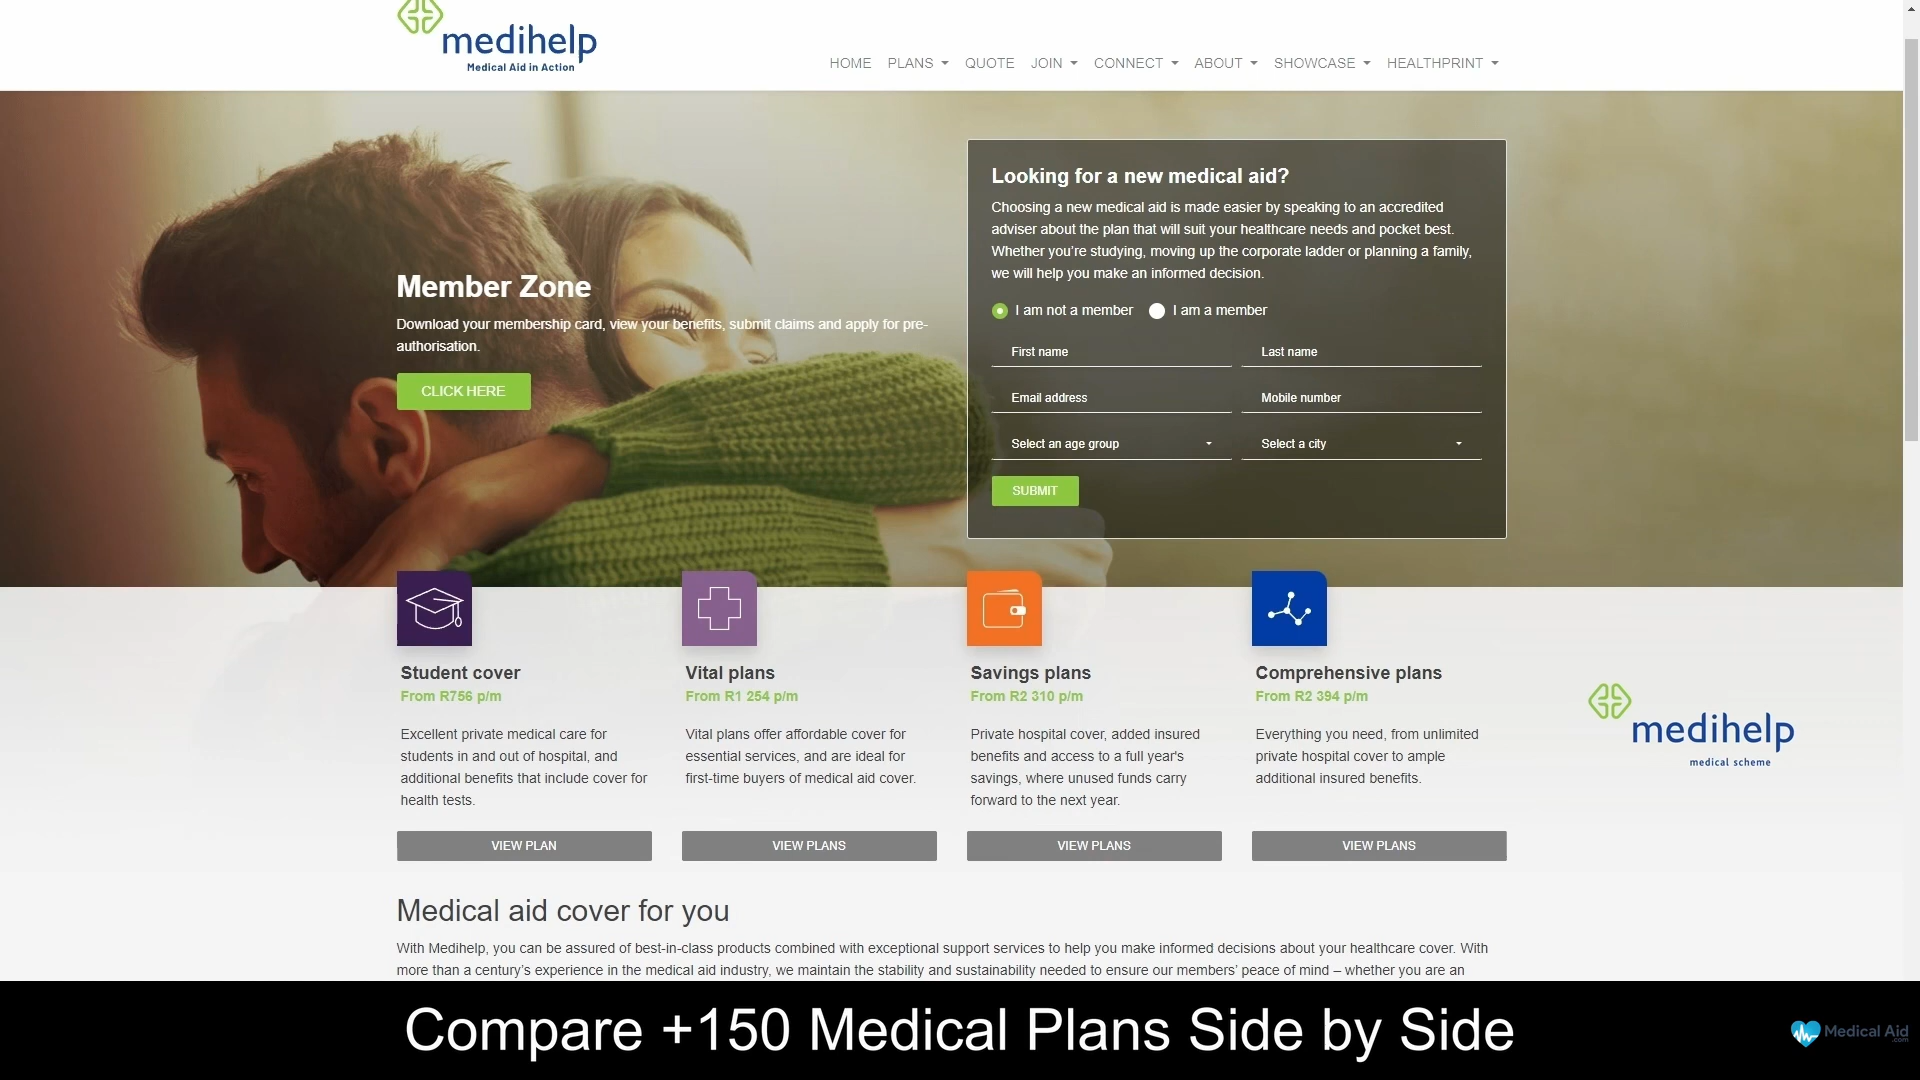 medihelp
Medical Aid in Action
HOME PLANS QUOTE JOIN CONNECT ABOUT SHOWCASE HEALTHPRINT
Member Zone
Download your membership card, view your benefits, submit claims and apply for pre-
authorisation.
CLICK HERE
Looking for a new medical aid?
Choosing a new medical aid is made easier by speaking to an accredited
adviser about the plan that will suit your healthcare needs and pocket best.
Whether you’re studying, moving up the corporate ladder or planning a family,
we will help you make an informed decision.
I am not a member I am a member
First name Last name
Email address Mobile number
Select an age group Select a city
SUBMIT
Student cover
From R756 p/m
Excellent private medical care for
students in and out of hospital, and
additional benefits that include cover for
health tests.
VIEW PLAN
Vital plans
From R1 254 p/m
Vital plans offer affordable cover for
essential services, and are ideal for
first-time buyers of medical aid cover.
VIEW PLANS
Savings plans
From R2 310 p/m
Private hospital cover, added insured
benefits and access to a full year's
savings, where unused funds carry
forward to the next year.
VIEW PLANS
Comprehensive plans
From R2 394 p/m
Everything you need, from unlimited
private hospital cover to ample
additional insured benefits.
VIEW PLANS
medihelp
medical scheme
Medical aid cover for you
With Medihelp, you can be assured of best-in-class products combined with exceptional support services to help you make informed decisions about your healthcare cover. With
more than a century’s experience in the medical aid industry, we maintain the stability and sustainability needed to ensure our members’ peace of mind – whether you are an
Compare +150 Medical Plans Side by Side
Medical Aid
.com